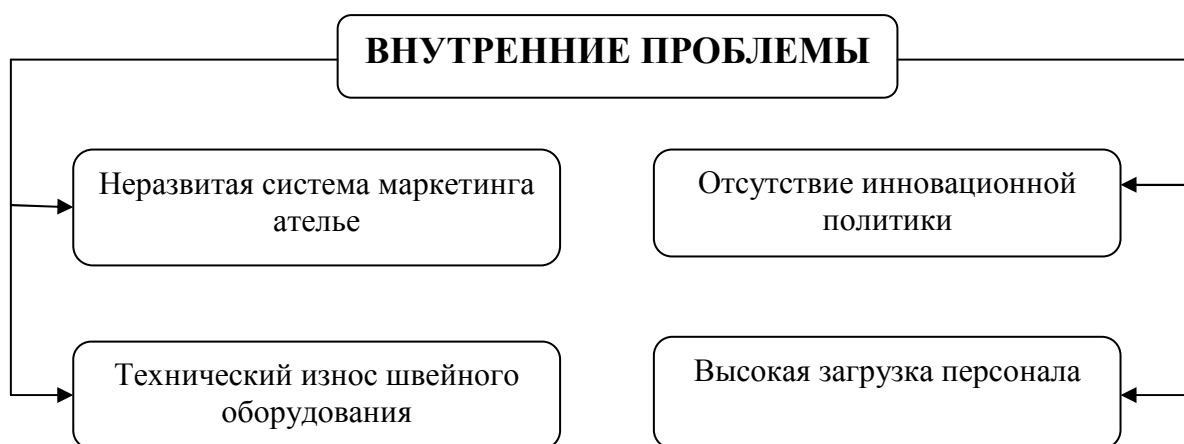 ВНУТРЕННИЕ ПРОБЛЕМЫ
Неразвитая система маркетинга
ателье
Отсутствие инновационной
политики
Технический износ швейного
оборудования
Высокая загрузка персонала